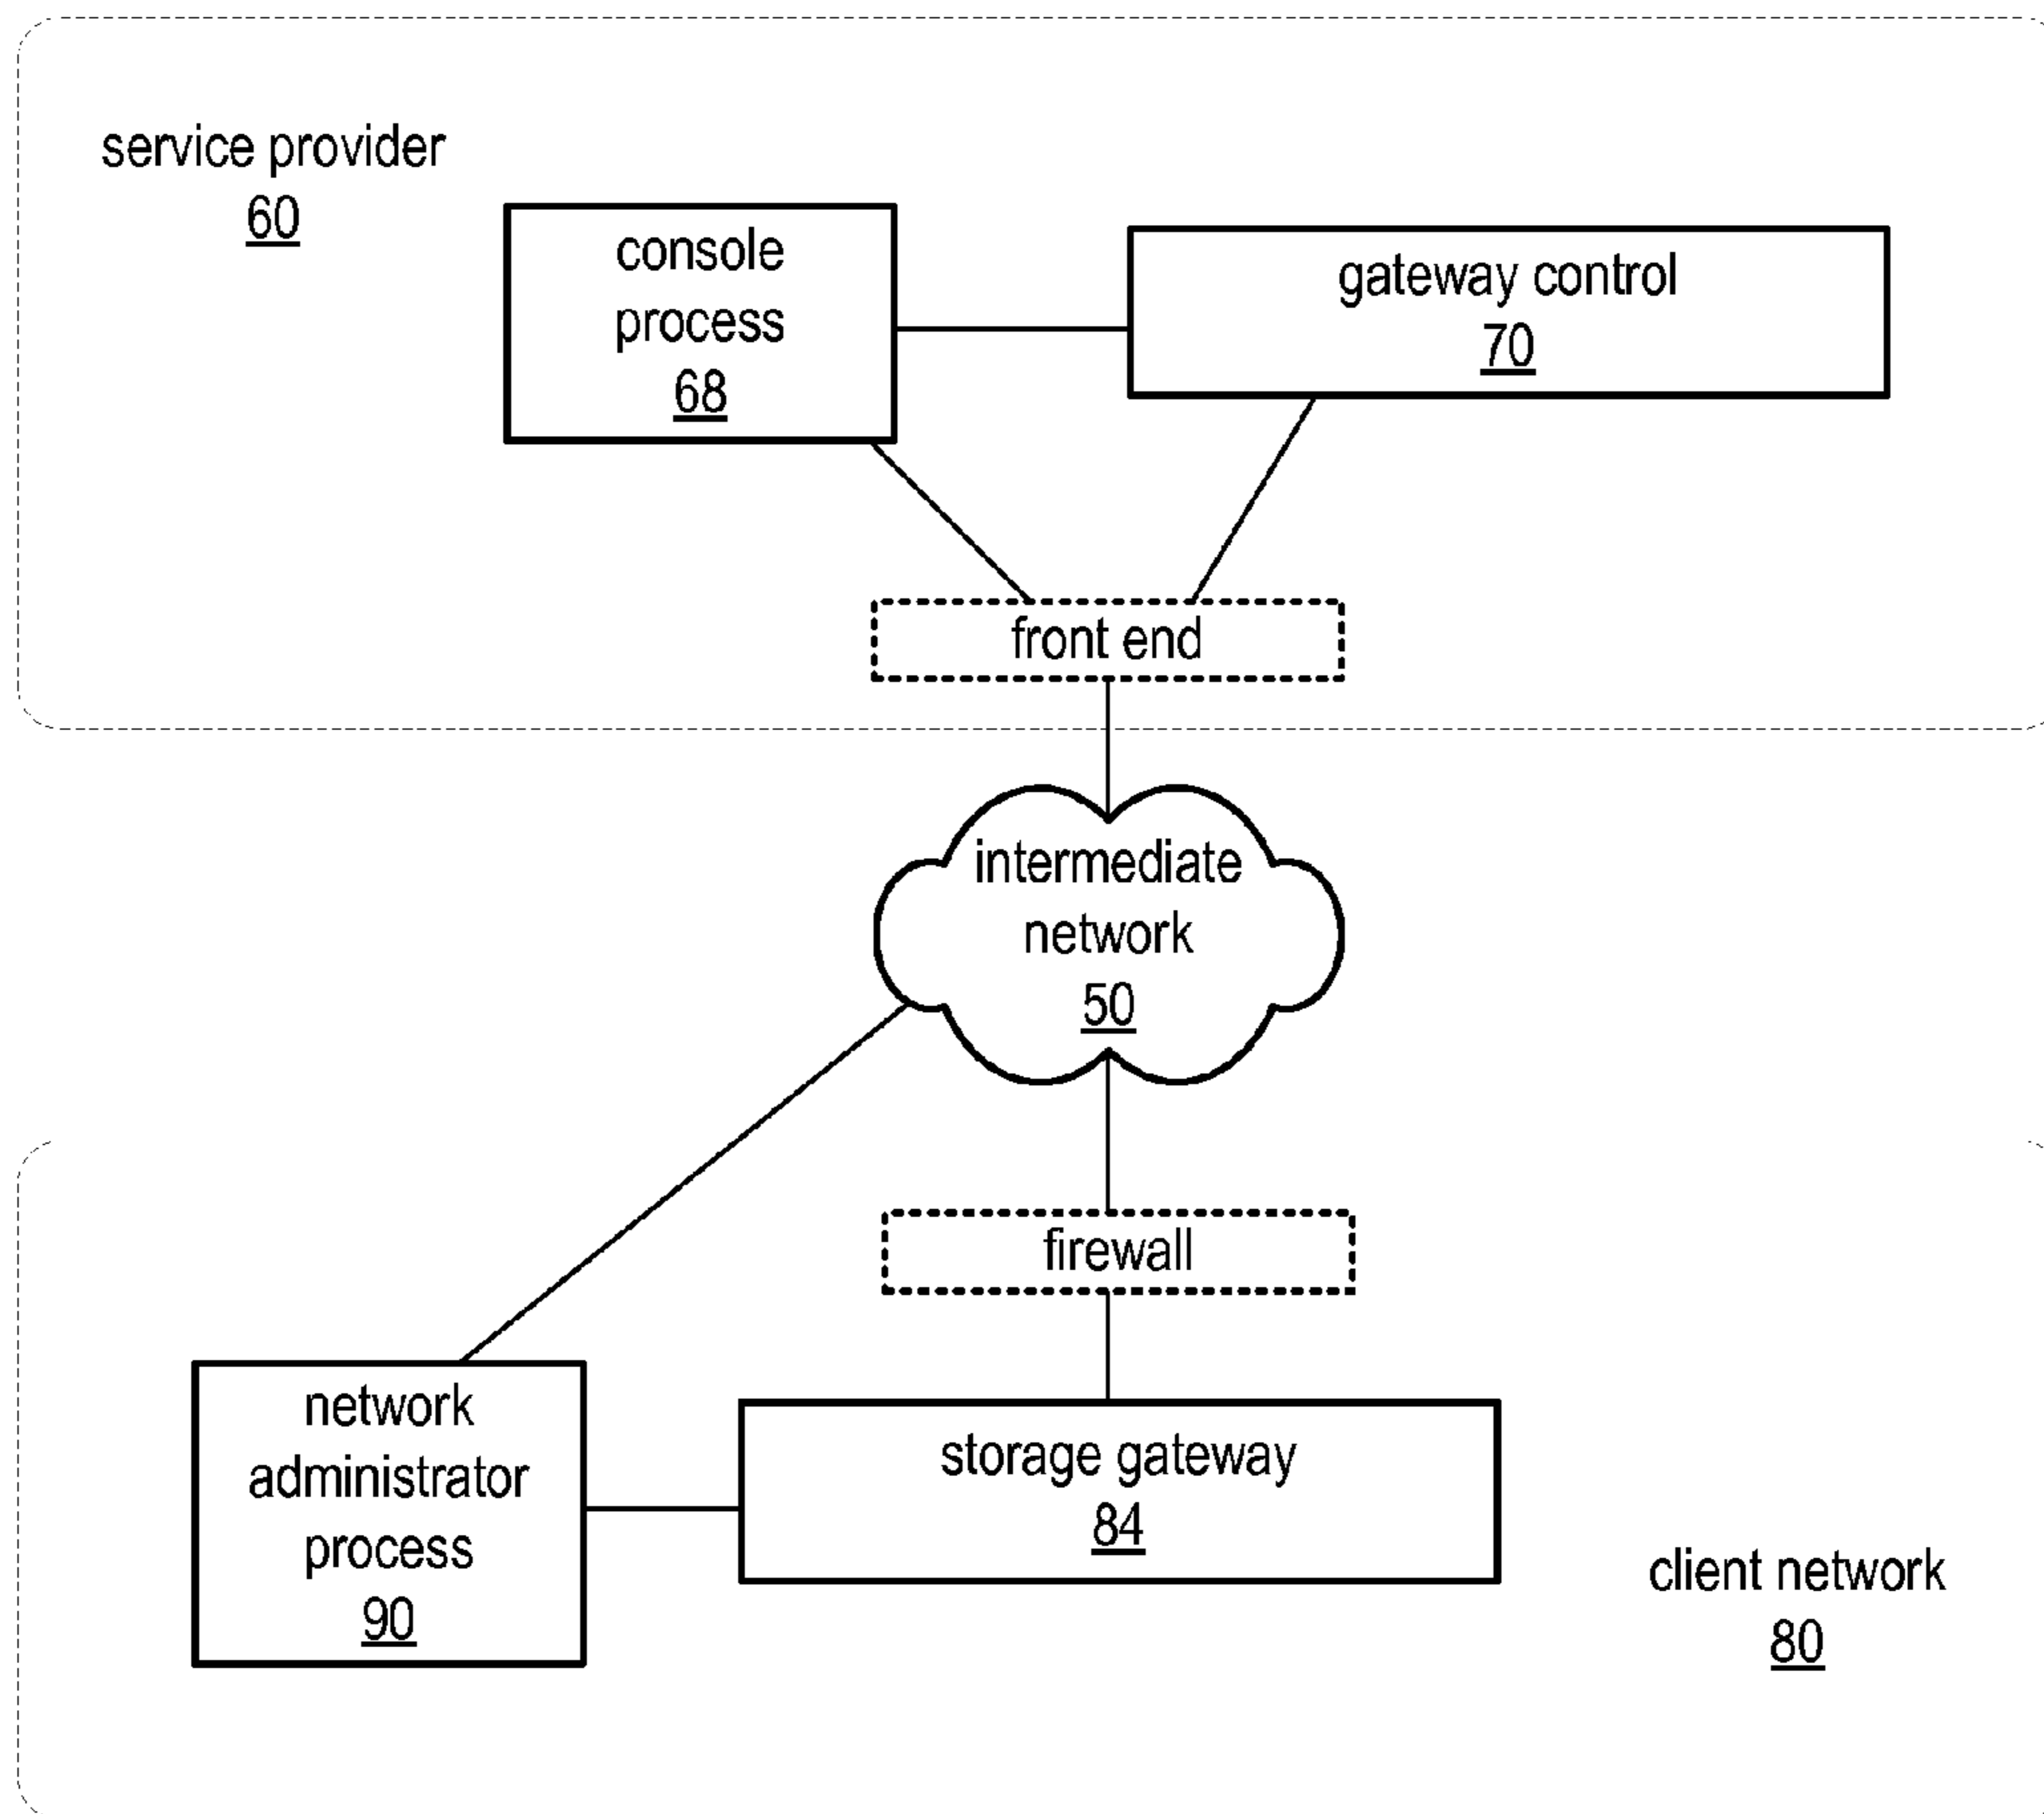 service provider
60
console
process
68
gateway control
70
front end
intermediate
network
50
firewall
network
administrator
process
90
storage gateway
84
client network
80